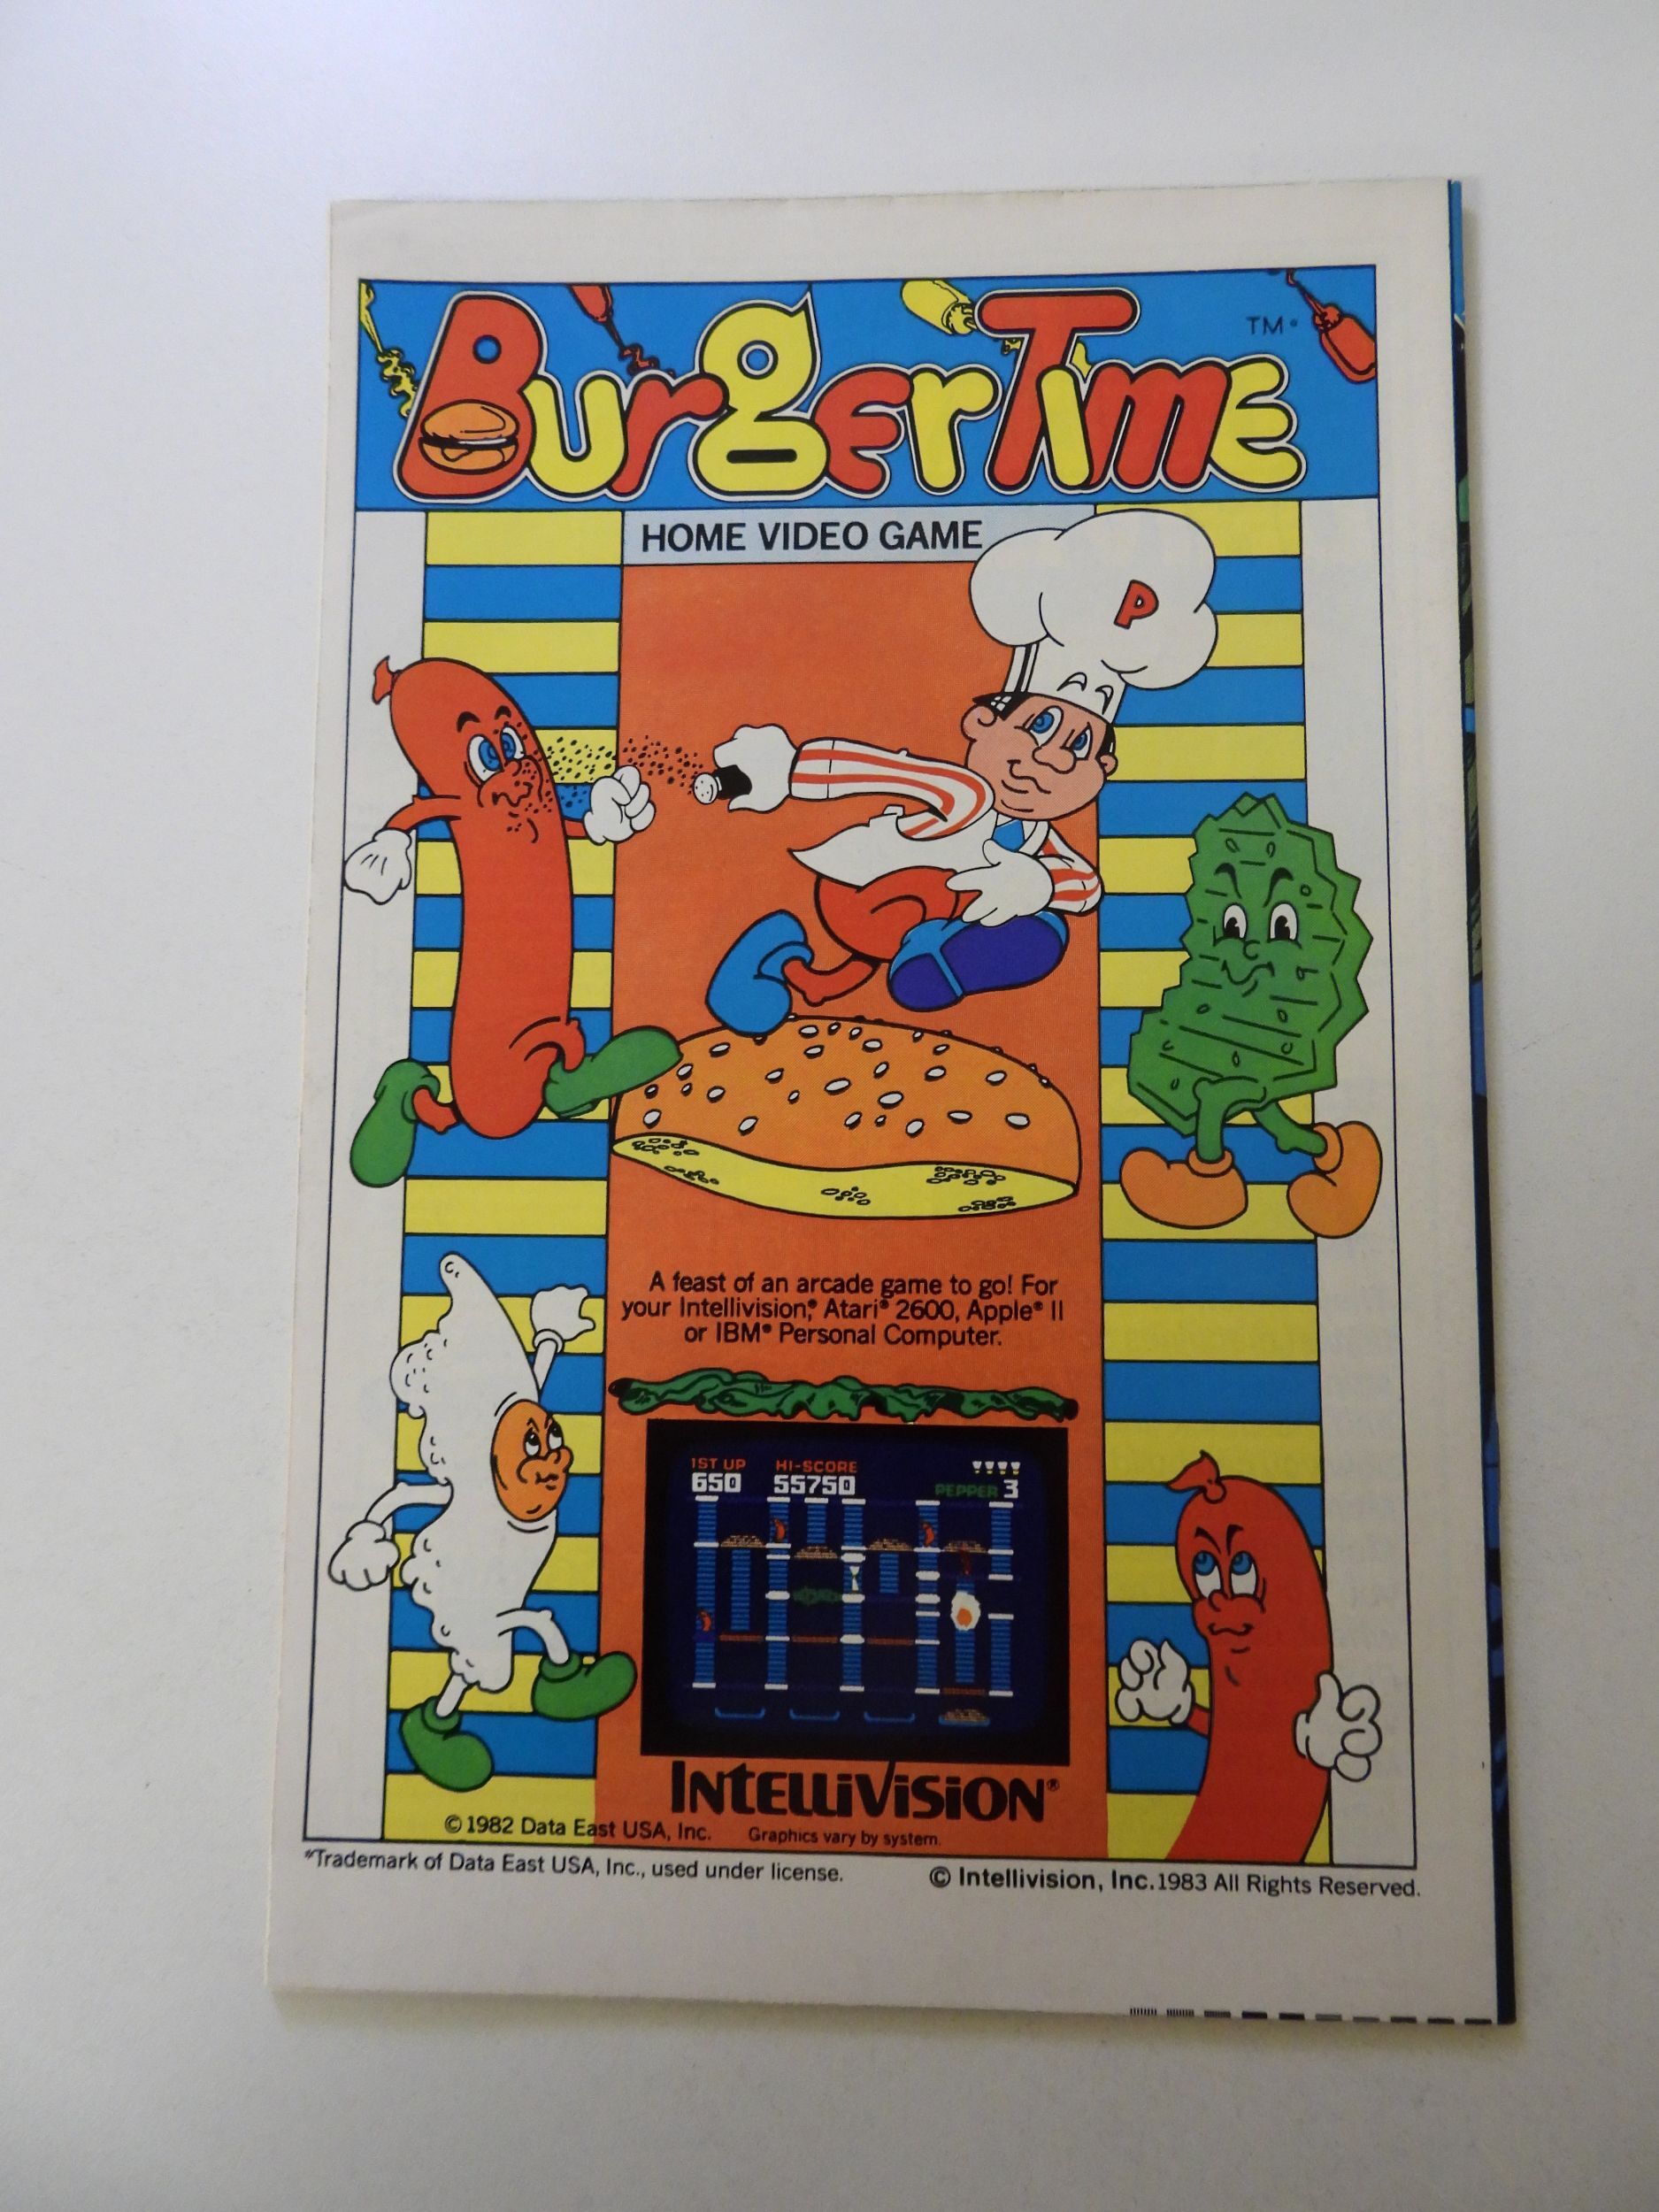 BurgerTime TM*
HOME VIDEO GAME
P
A feast of an arcade game to go! For
your Intellivision,® Atari® 2600, Apple® II
or IBM® Personal Computer.
1ST UP HI-SCORE
650 55750 PEPPER 3
INTELLIVISION®
©1982 Data East USA, Inc. Graphics vary by system.
*Trademark of Data East USA, Inc., used under license. © Intellivision, Inc.1983 All Rights Reserved.